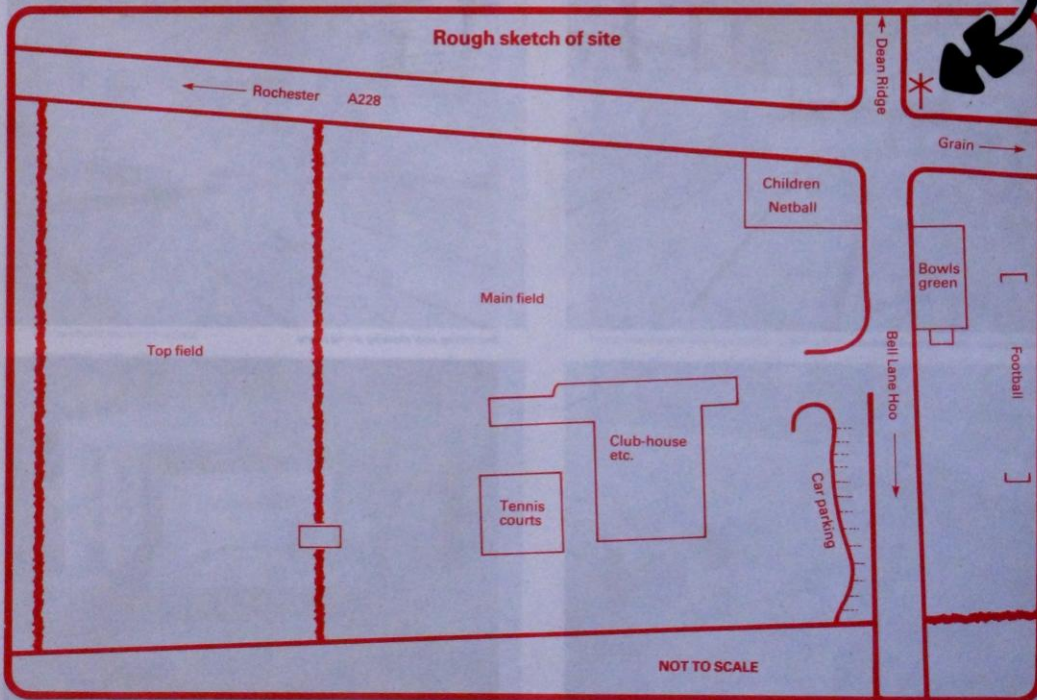 Rough sketch of site
Dean Ridge
Rochester A228
Grain
Children
Netball
Bowls
green
Main field
Top field
Bell Lane Hoo
Football
Club-house
etc.
Car parking
Tennis
courts
NOT TO SCALE